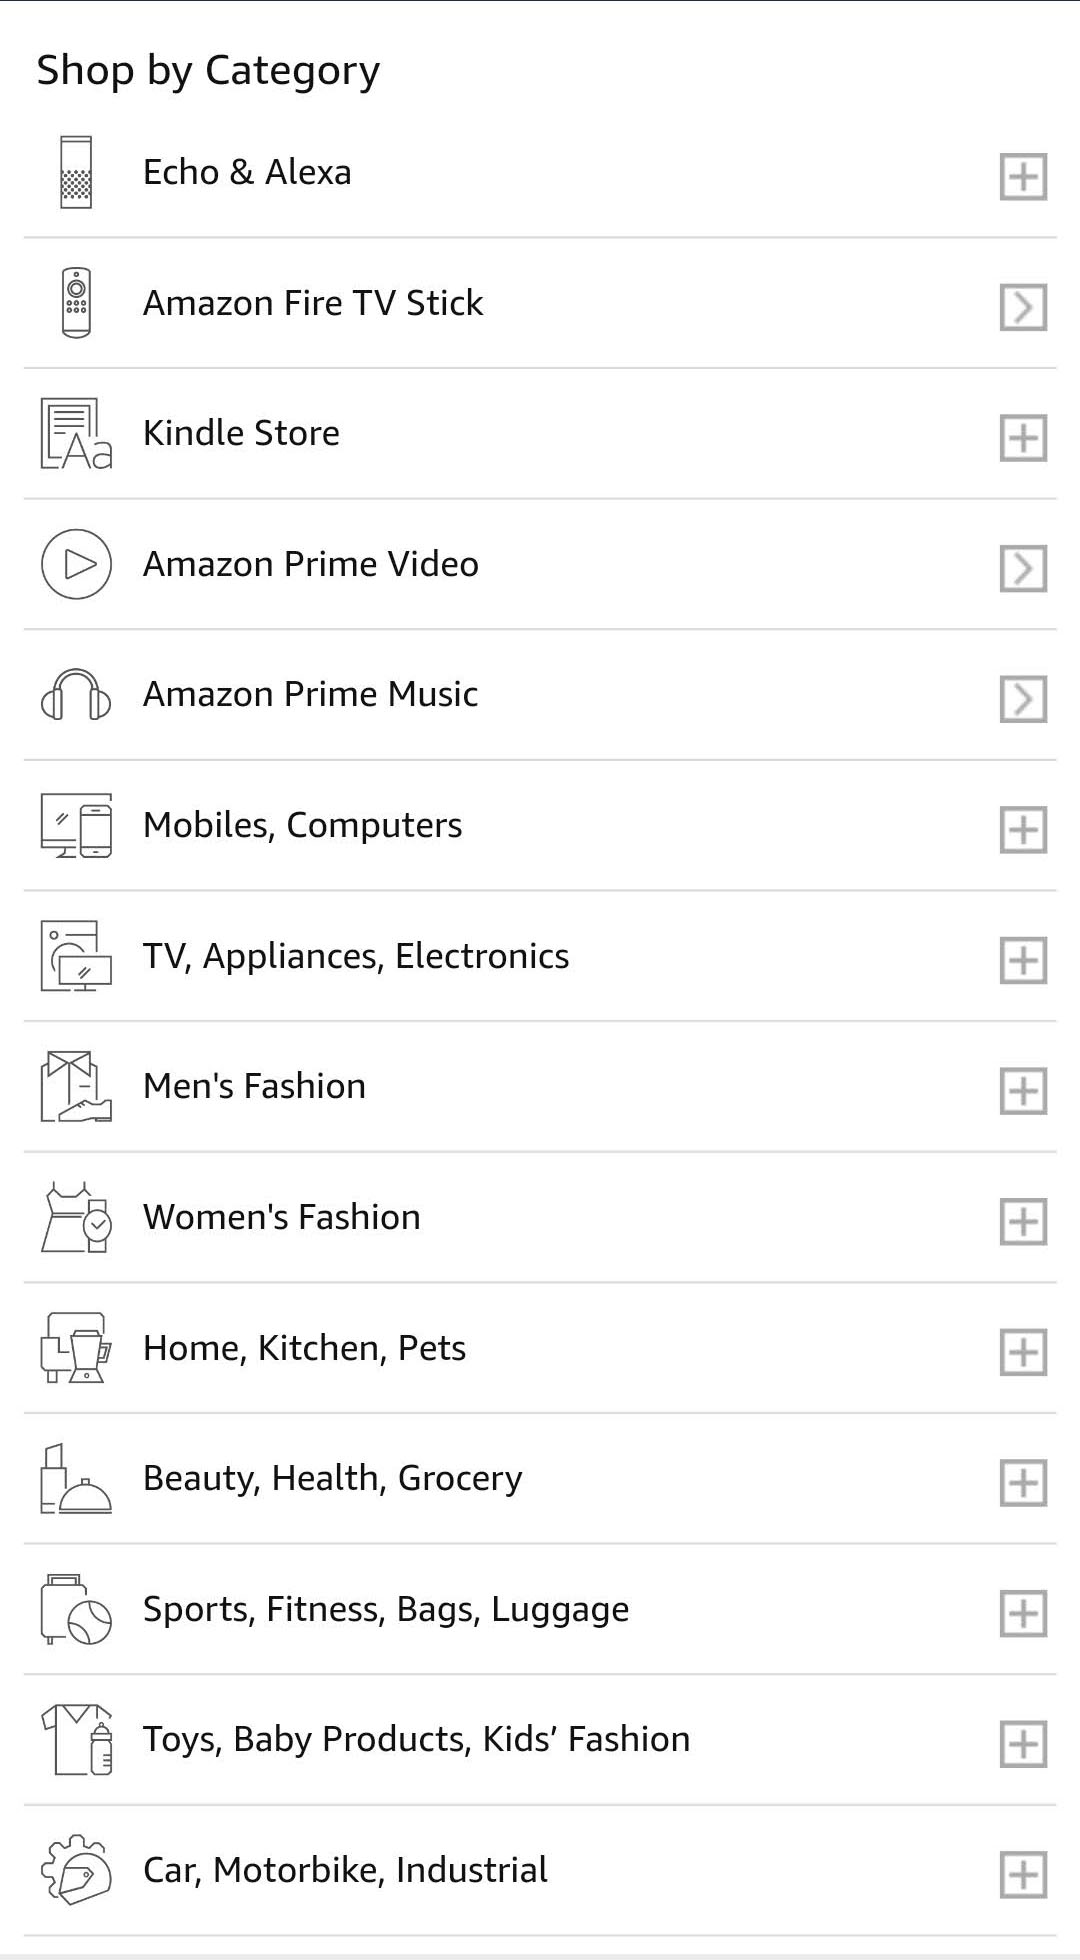 Shop by Category
Echo & Alexa
Amazon Fire TV Stick
Aa
Kindle Store
Amazon Prime Video
Amazon Prime Music
Mobiles, Computers
TV, Appliances, Electronics
Men's Fashion
Women's Fashion
Home, Kitchen, Pets
Beauty, Health, Grocery
Sports, Fitness, Bags, Luggage
Toys, Baby Products, Kids’ Fashion
Car, Motorbike, Industrial